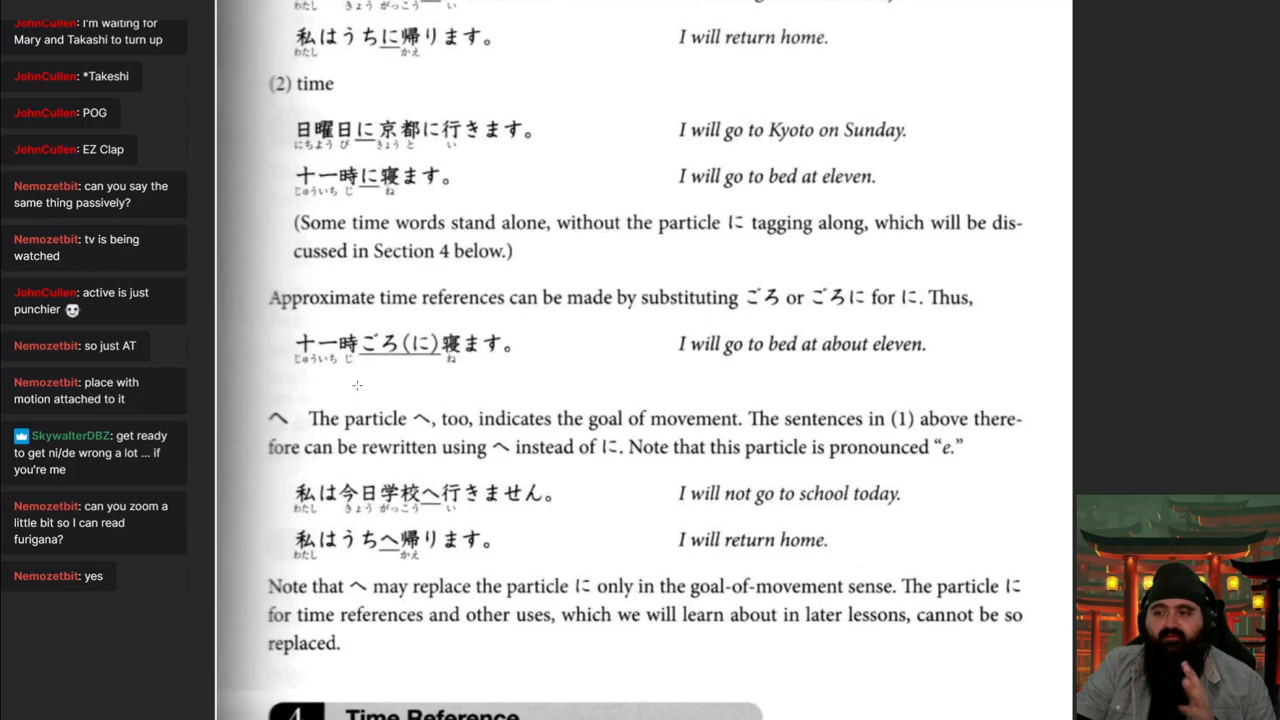 JohnCullen: I'm waiting for
Mary and Takashi to turn up
JohnCullen: *Takeshi
JohnCullen: POG
JohnCullen: EZ Clap
Nemozetbit: can you say the
same thing passively?
Nemozetbit: tv is being
watched
JohnCullen: active is just
punchier
Nemozetbit: so just AT
Nemozetbit: place with
motion attached to it
SkywalterDBZ: get ready
to get ni/de wrong a lot ... if
you're me
Nemozetbit: can you zoom a
little bit so I can read
furigana?
Nemozetbit: yes
わたし きょう がっこう い
私はうちに帰ります。 I will return home.
わたし かえ
(2) time
日曜日に京都に行きます。 I will go to Kyoto on Sunday.
にちよう び きょう と い
十一時に寝ます。 I will go to bed at eleven.
じゅういち じ ね
(Some time words stand alone, without the particle に tagging along, which will be dis-
cussed in Section 4 below.)
Approximate time references can be made by substituting ごろ or ごろに for に. Thus,
十一時ごろ(に)寝ます。 I will go to bed at about eleven.
じゅういち じ ね
へ The particle へ, too, indicates the goal of movement. The sentences in (1) above there-
fore can be rewritten using へ instead of に. Note that this particle is pronounced “e.”
私は今日学校へ行きません。 I will not go to school today.
わたし きょう がっこう い
私はうちへ帰ります。 I will return home.
わたし かえ
Note that へ may replace the particle に only in the goal-of-movement sense. The particle に
for time references and other uses, which we will learn about in later lessons, cannot be so
replaced.
4 Time Reference